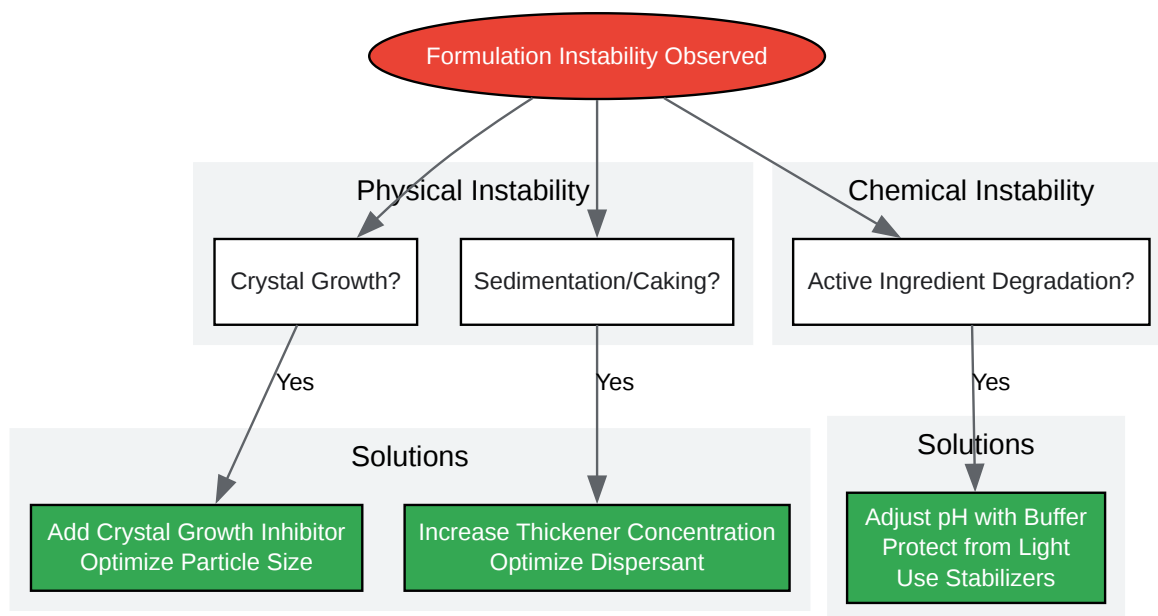 Formulation Instability Observed
Physical Instability
Chemical Instability
Crystal Growth?
Sedimentation/Caking?
Active Ingredient Degradation?
Yes
Yes
Yes
Solutions
Solutions
Add Crystal Growth Inhibitor
Optimize Particle Size
Increase Thickener Concentration
Optimize Dispersant
Adjust pH with Buffer
Protect from Light
Use Stabilizers